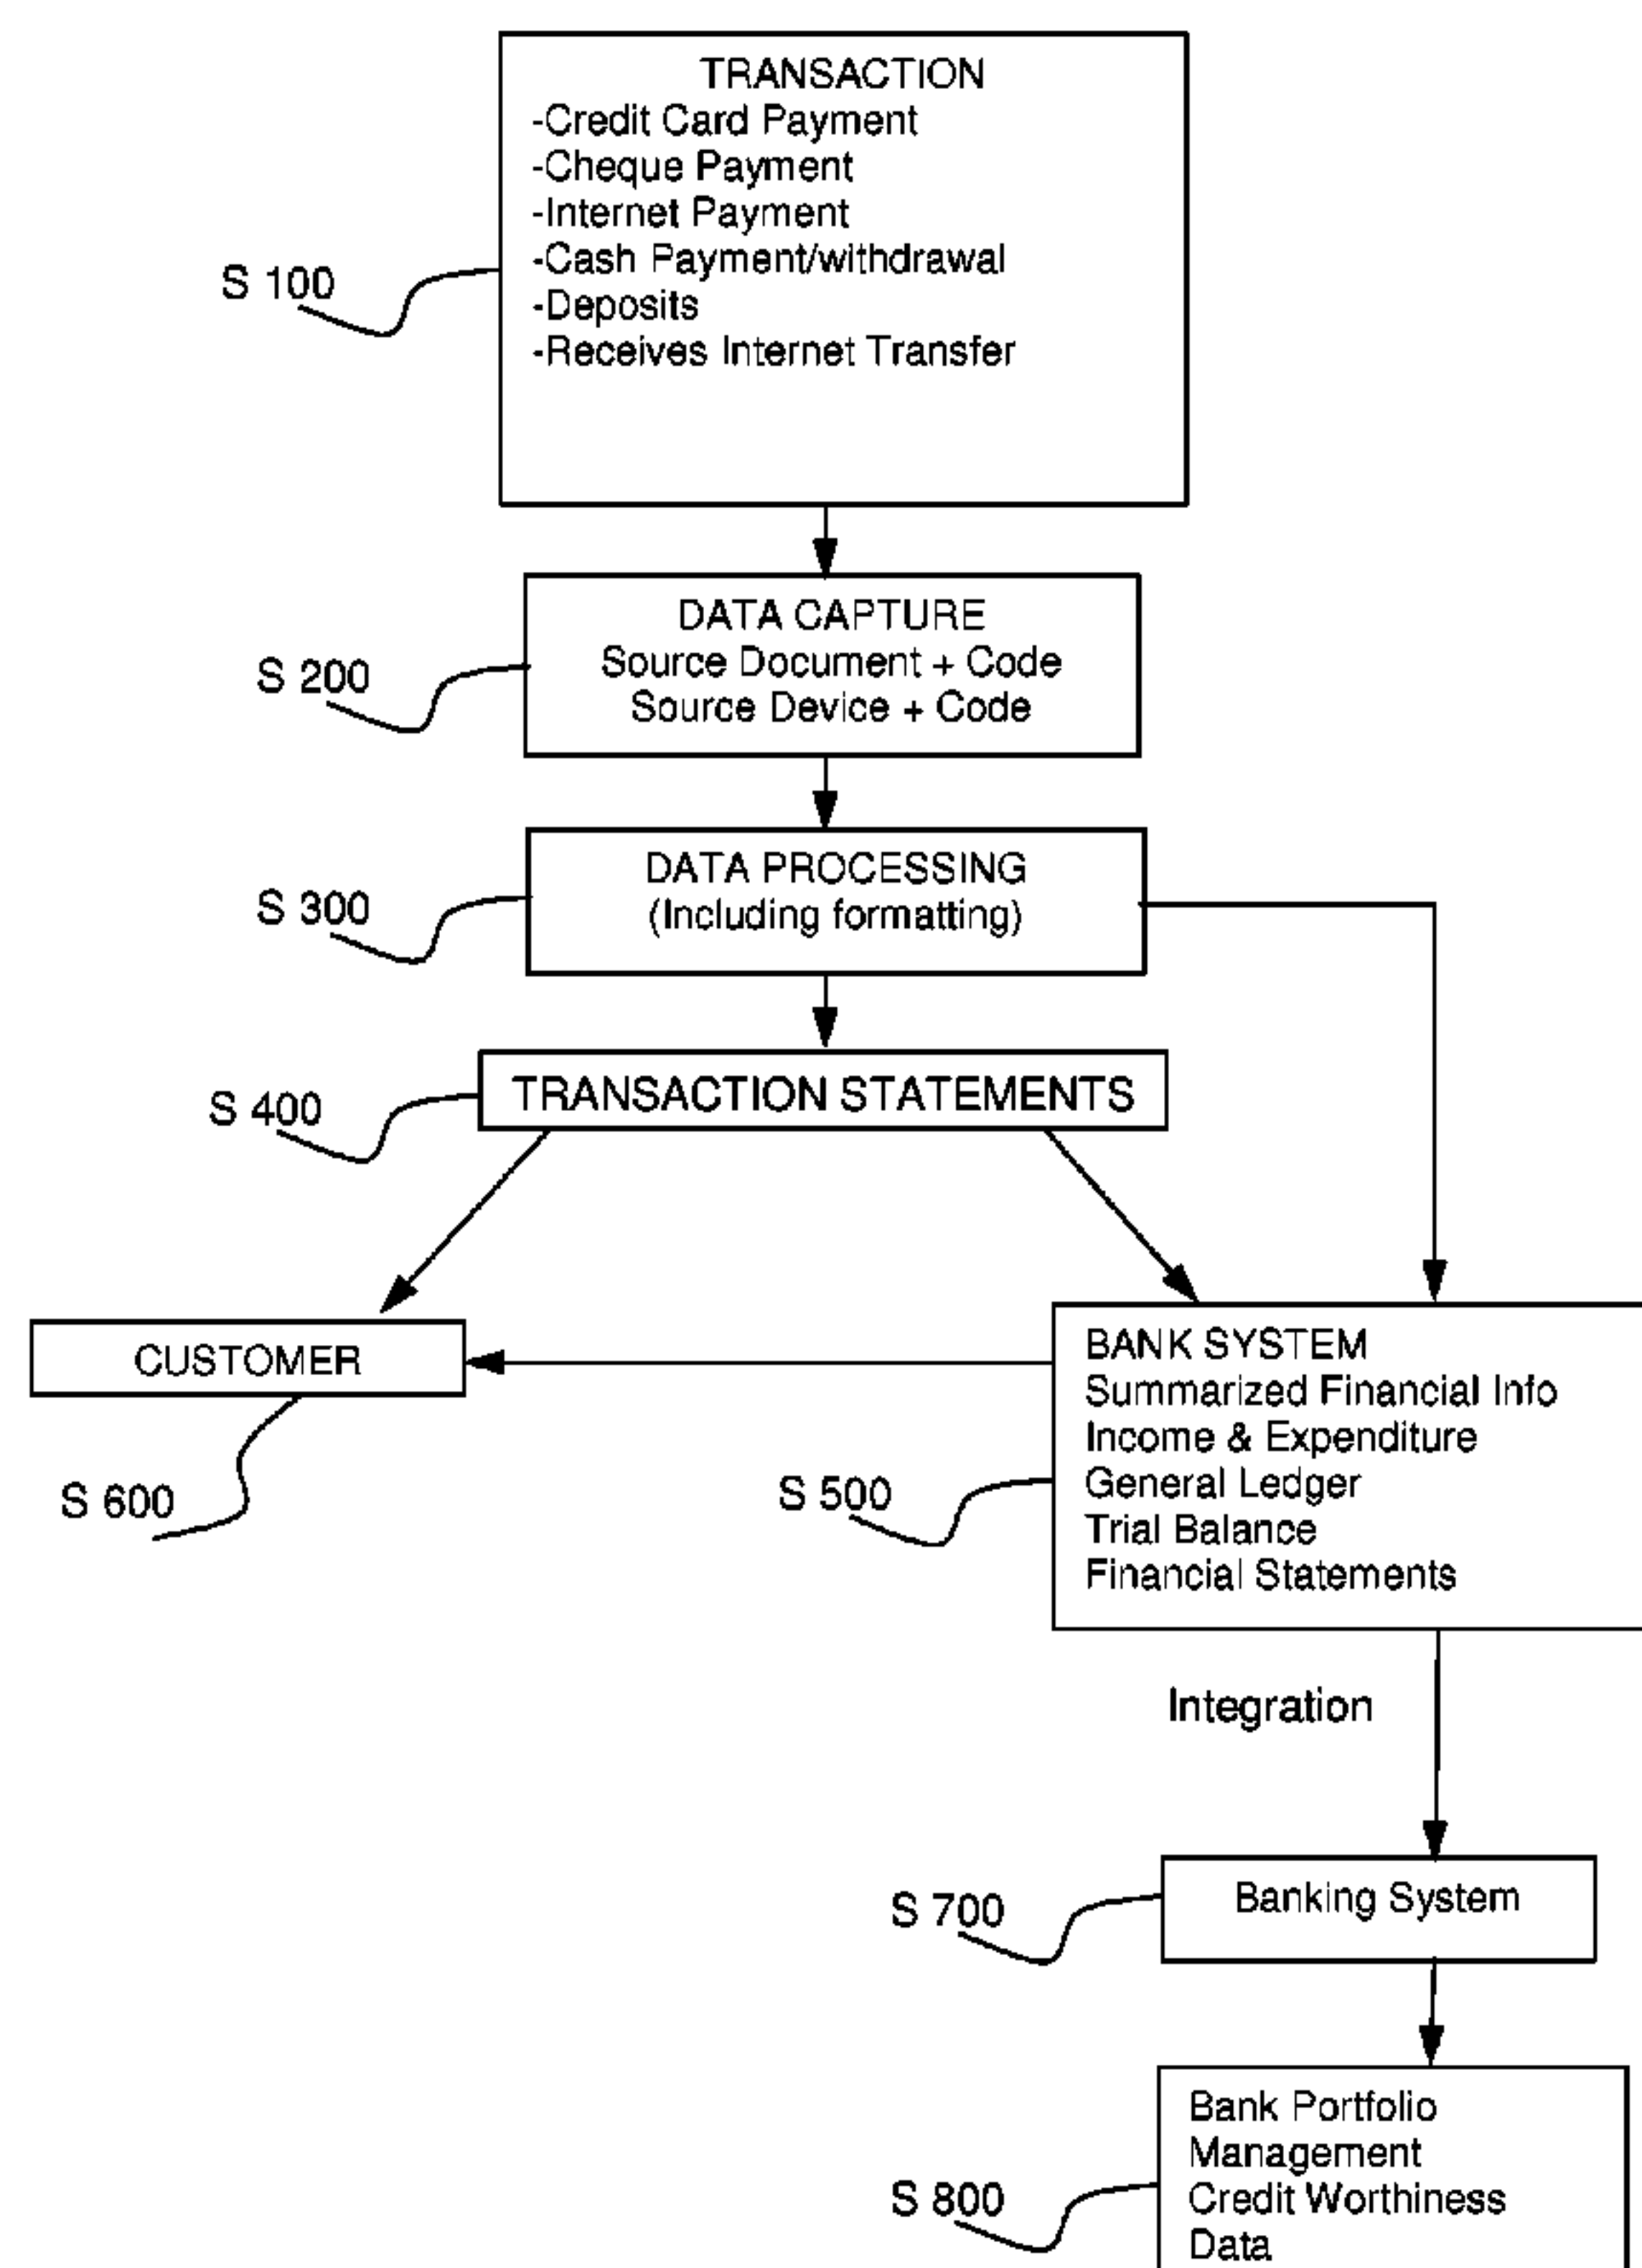 TRANSACTION
-Credit Card Payment
-Cheque Payment
-Internet Payment
-Cash Payment/withdrawal
-Deposits
-Receives Internet Transfer
S 100
DATA CAPTURE
Source Document + Code
Source Device + Code
S 200
DATA PROCESSING
(Including formatting)
S 300
TRANSACTION STATEMENTS
S 400
CUSTOMER
S 600
BANK SYSTEM
Summarized Financial Info
Income & Expenditure
General Ledger
Trial Balance
Financial Statements
S 500
Integration
Banking System
S 700
Bank Portfolio
Management
Credit Worthiness
Data
S 800